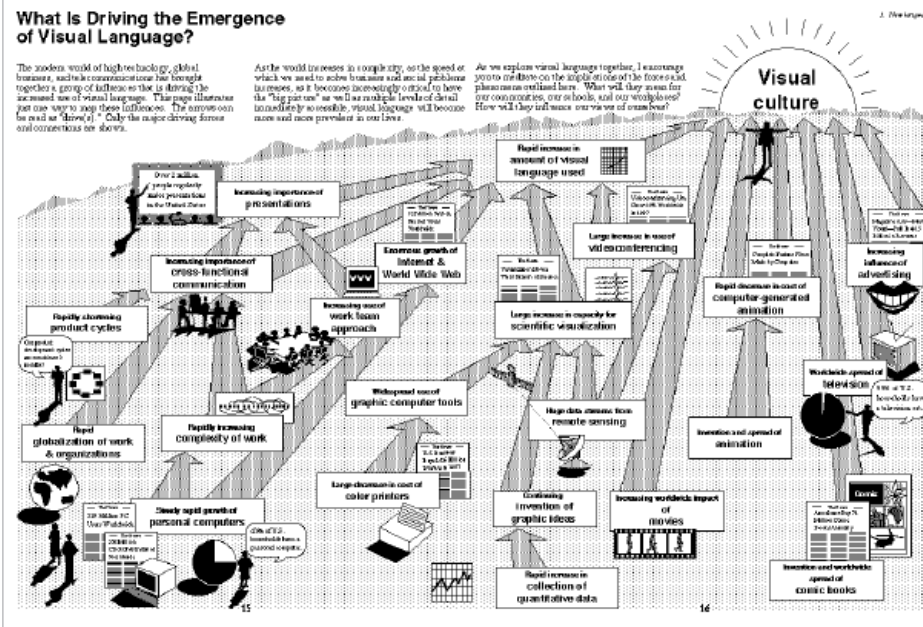 What Is Driving the Emergence
of Visual Language?
The modern world of high technology, global
business, and telecommunications has brought
together a group of influences that is driving the
increased use of visual language. This page illustrates
just one way to map these influences. The arrows can
be read as "drive(s)." Only the major driving forces
and connections are shown.
As the world increases in complexity, as the speed at
which we need to solve business and social problems
increases, as it becomes increasingly critical to have
the "big picture" as well as multiple levels of detail
immediately accessible, visual language will become
more and more prevalent in our lives.
As we explore visual language together, I encourage
you to meditate on the implications of the forces and
phenomena outlined here. What will they mean for
our communities, our schools, and our workplaces?
How will they influence our views of ourselves?
Visual
culture
Rapid increase in
amount of visual
language used
Over 2 million
people regularly
make presentations
in the United States
Increasing importance of
presentations
Large increase in use of
videoconferencing
Enormous growth of
Internet &
World Wide Web
Increasing importance of
cross-functional
communication
Increasing
influence of
advertising
Rapid decrease in cost of
computer-generated
animation
Rapidly shortening
product cycles
Increasing use of
work team
approach
Large increase in capacity for
scientific visualization
Worldwide spread of
television
Widespread use of
graphic computer tools
Huge data streams from
remote sensing
Rapid
globalization of work
& organizations
Rapidly increasing
complexity of work
Invention and spread of
animation
Large decrease in cost of
color printers
Comic
Steady rapid growth of
personal computers
Continuing
invention of
graphic ideas
Increasing worldwide impact
of
movies
Rapid increase in
collection of
quantitative data
Invention and worldwide
spread of
comic books
15
16